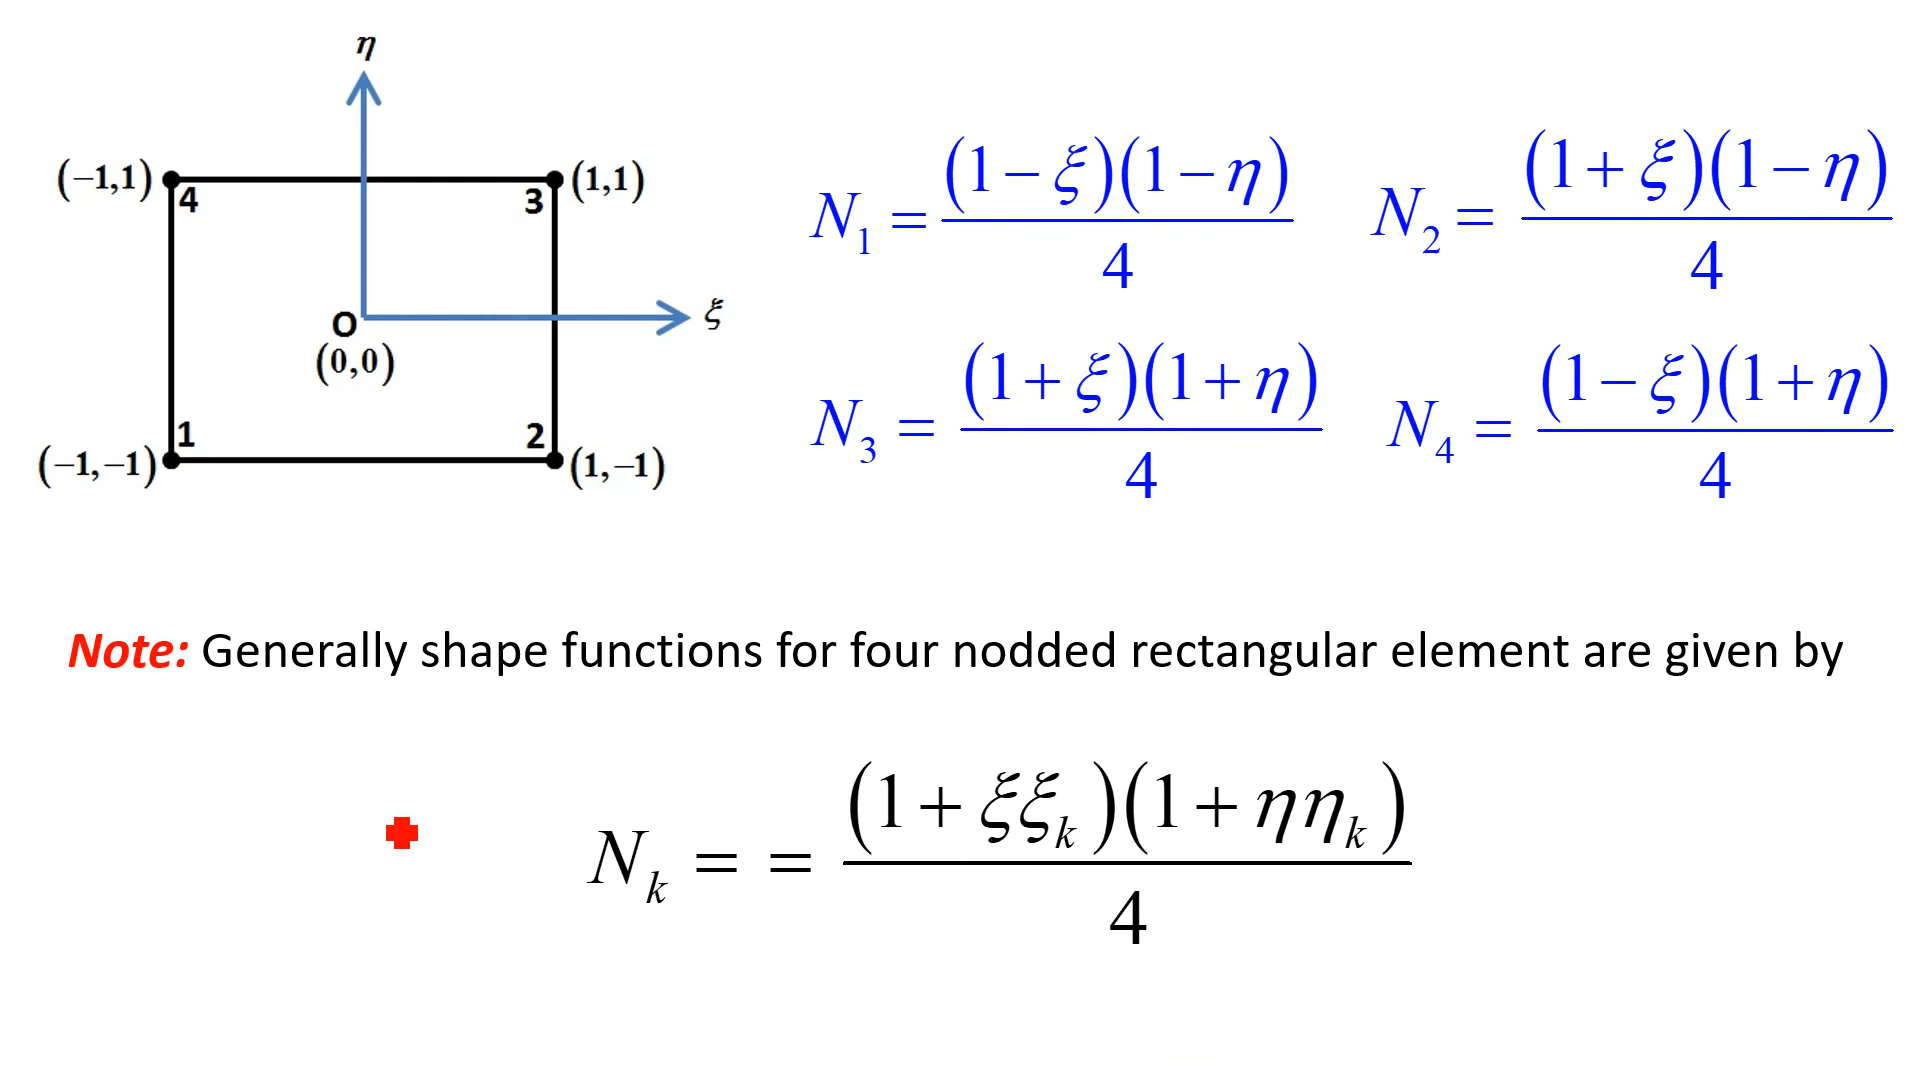 η
(−1,1) 4 3 (1,1)
O ξ
(0,0)
1 2
(−1,−1) (1,−1)
N₁ = (1 − ξ)(1 − η) / 4
N₂ = (1 + ξ)(1 − η) / 4
N₃ = (1 + ξ)(1 + η) / 4
N₄ = (1 − ξ)(1 + η) / 4
Note: Generally shape functions for four nodded rectangular element are given by
Nₖ = = (1 + ξξₖ)(1 + ηηₖ) / 4